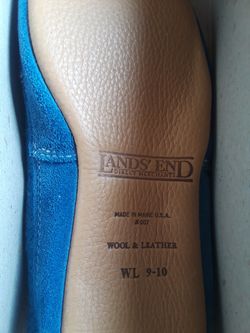 LANDS' END
DIRECT MERCHANTS
MADE IN MAINE U.S.A.
WOOL & LEATHER
WL 9-10